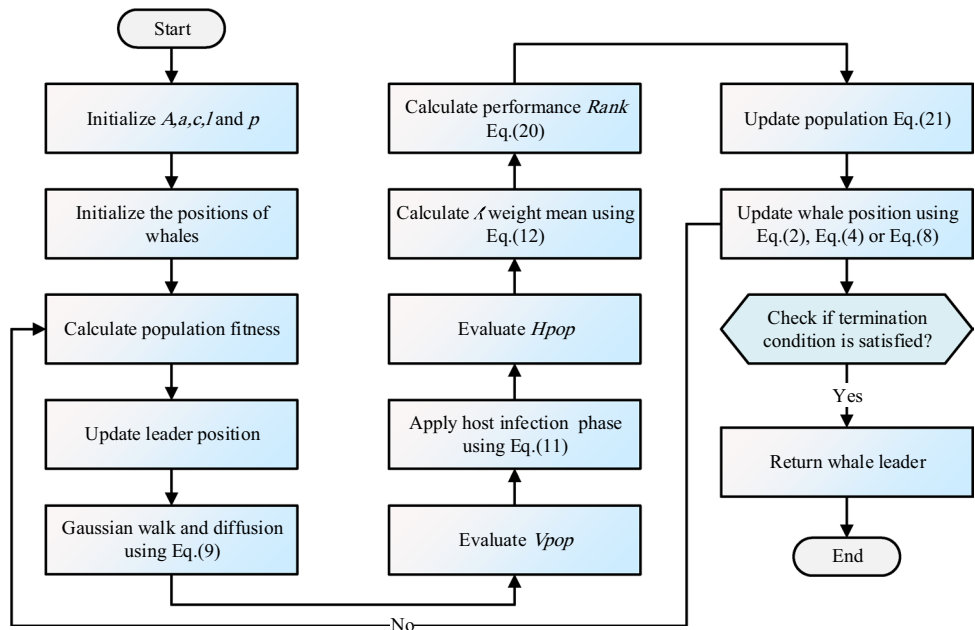 Start
Initialize A,a,c,l and p
Initialize the positions of
whales
Calculate population fitness
Update leader position
Gaussian walk and diffusion
using Eq.(9)
Calculate performance Rank
Eq.(20)
Calculate λ weight mean using
Eq.(12)
Evaluate Hpop
Apply host infection phase
using Eq.(11)
Evaluate Vpop
Update population Eq.(21)
Update whale position using
Eq.(2), Eq.(4) or Eq.(8)
Check if termination
condition is satisfied?
Yes
Return whale leader
End
No